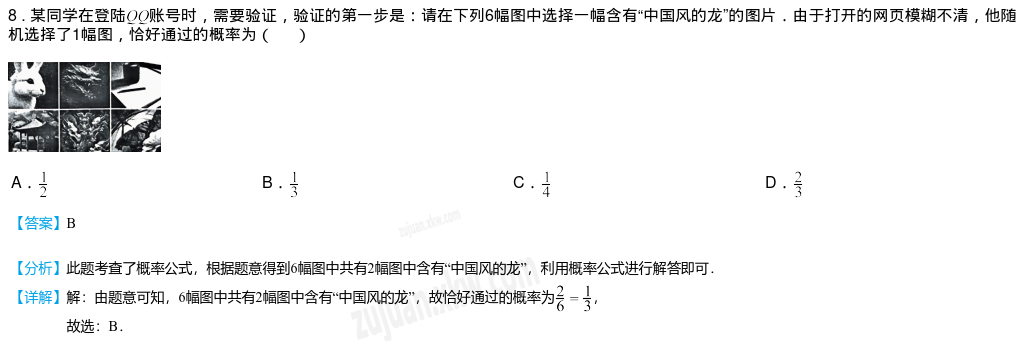 8．某同学在登陆QQ账号时，需要验证，验证的第一步是：请在下列6幅图中选择一幅含有“中国风的龙”的图片．由于打开的网页模糊不清，他随
机选择了1幅图，恰好通过的概率为（　　）
A．1/2 B．1/3 C．1/4 D．2/3
【答案】B
zujuan.xkw.com
【分析】此题考查了概率公式，根据题意得到6幅图中共有2幅图中含有“中国风的龙”，利用概率公式进行解答即可．
【详解】解：由题意可知，6幅图中共有2幅图中含有“中国风的龙”，故恰好通过的概率为2/6 = 1/3，
故选：B．
zujuan.xkw.com